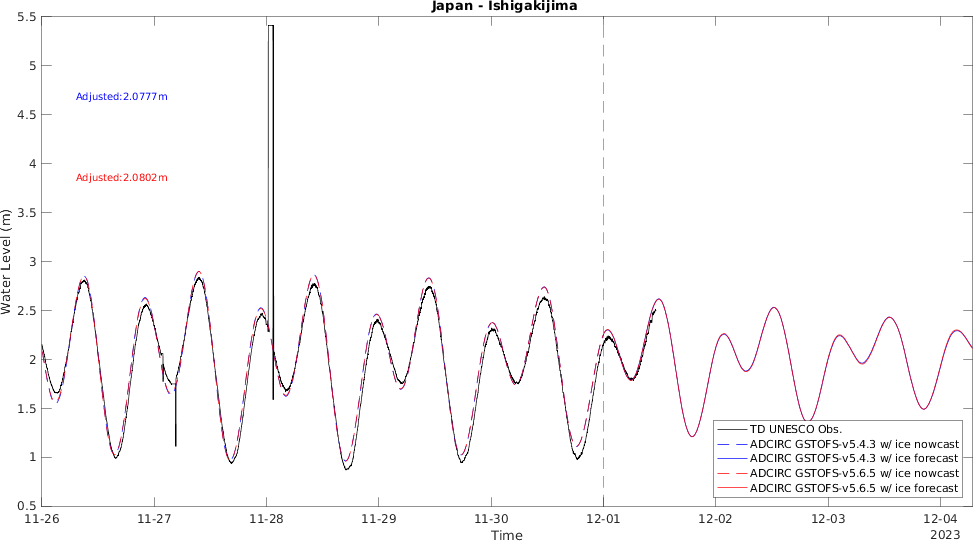 Japan - Ishigakijima
5.5
5
4.5
4
3.5
3
2.5
2
1.5
1
0.5
Water Level (m)
Adjusted:2.0777m
Adjusted:2.0802m
TD UNESCO Obs.
ADCIRC GSTOFS-v5.4.3 w/ ice nowcast
ADCIRC GSTOFS-v5.4.3 w/ ice forecast
ADCIRC GSTOFS-v5.6.5 w/ ice nowcast
ADCIRC GSTOFS-v5.6.5 w/ ice forecast
11-26 11-27 11-28 11-29 11-30 12-01 12-02 12-03 12-04
2023
Time